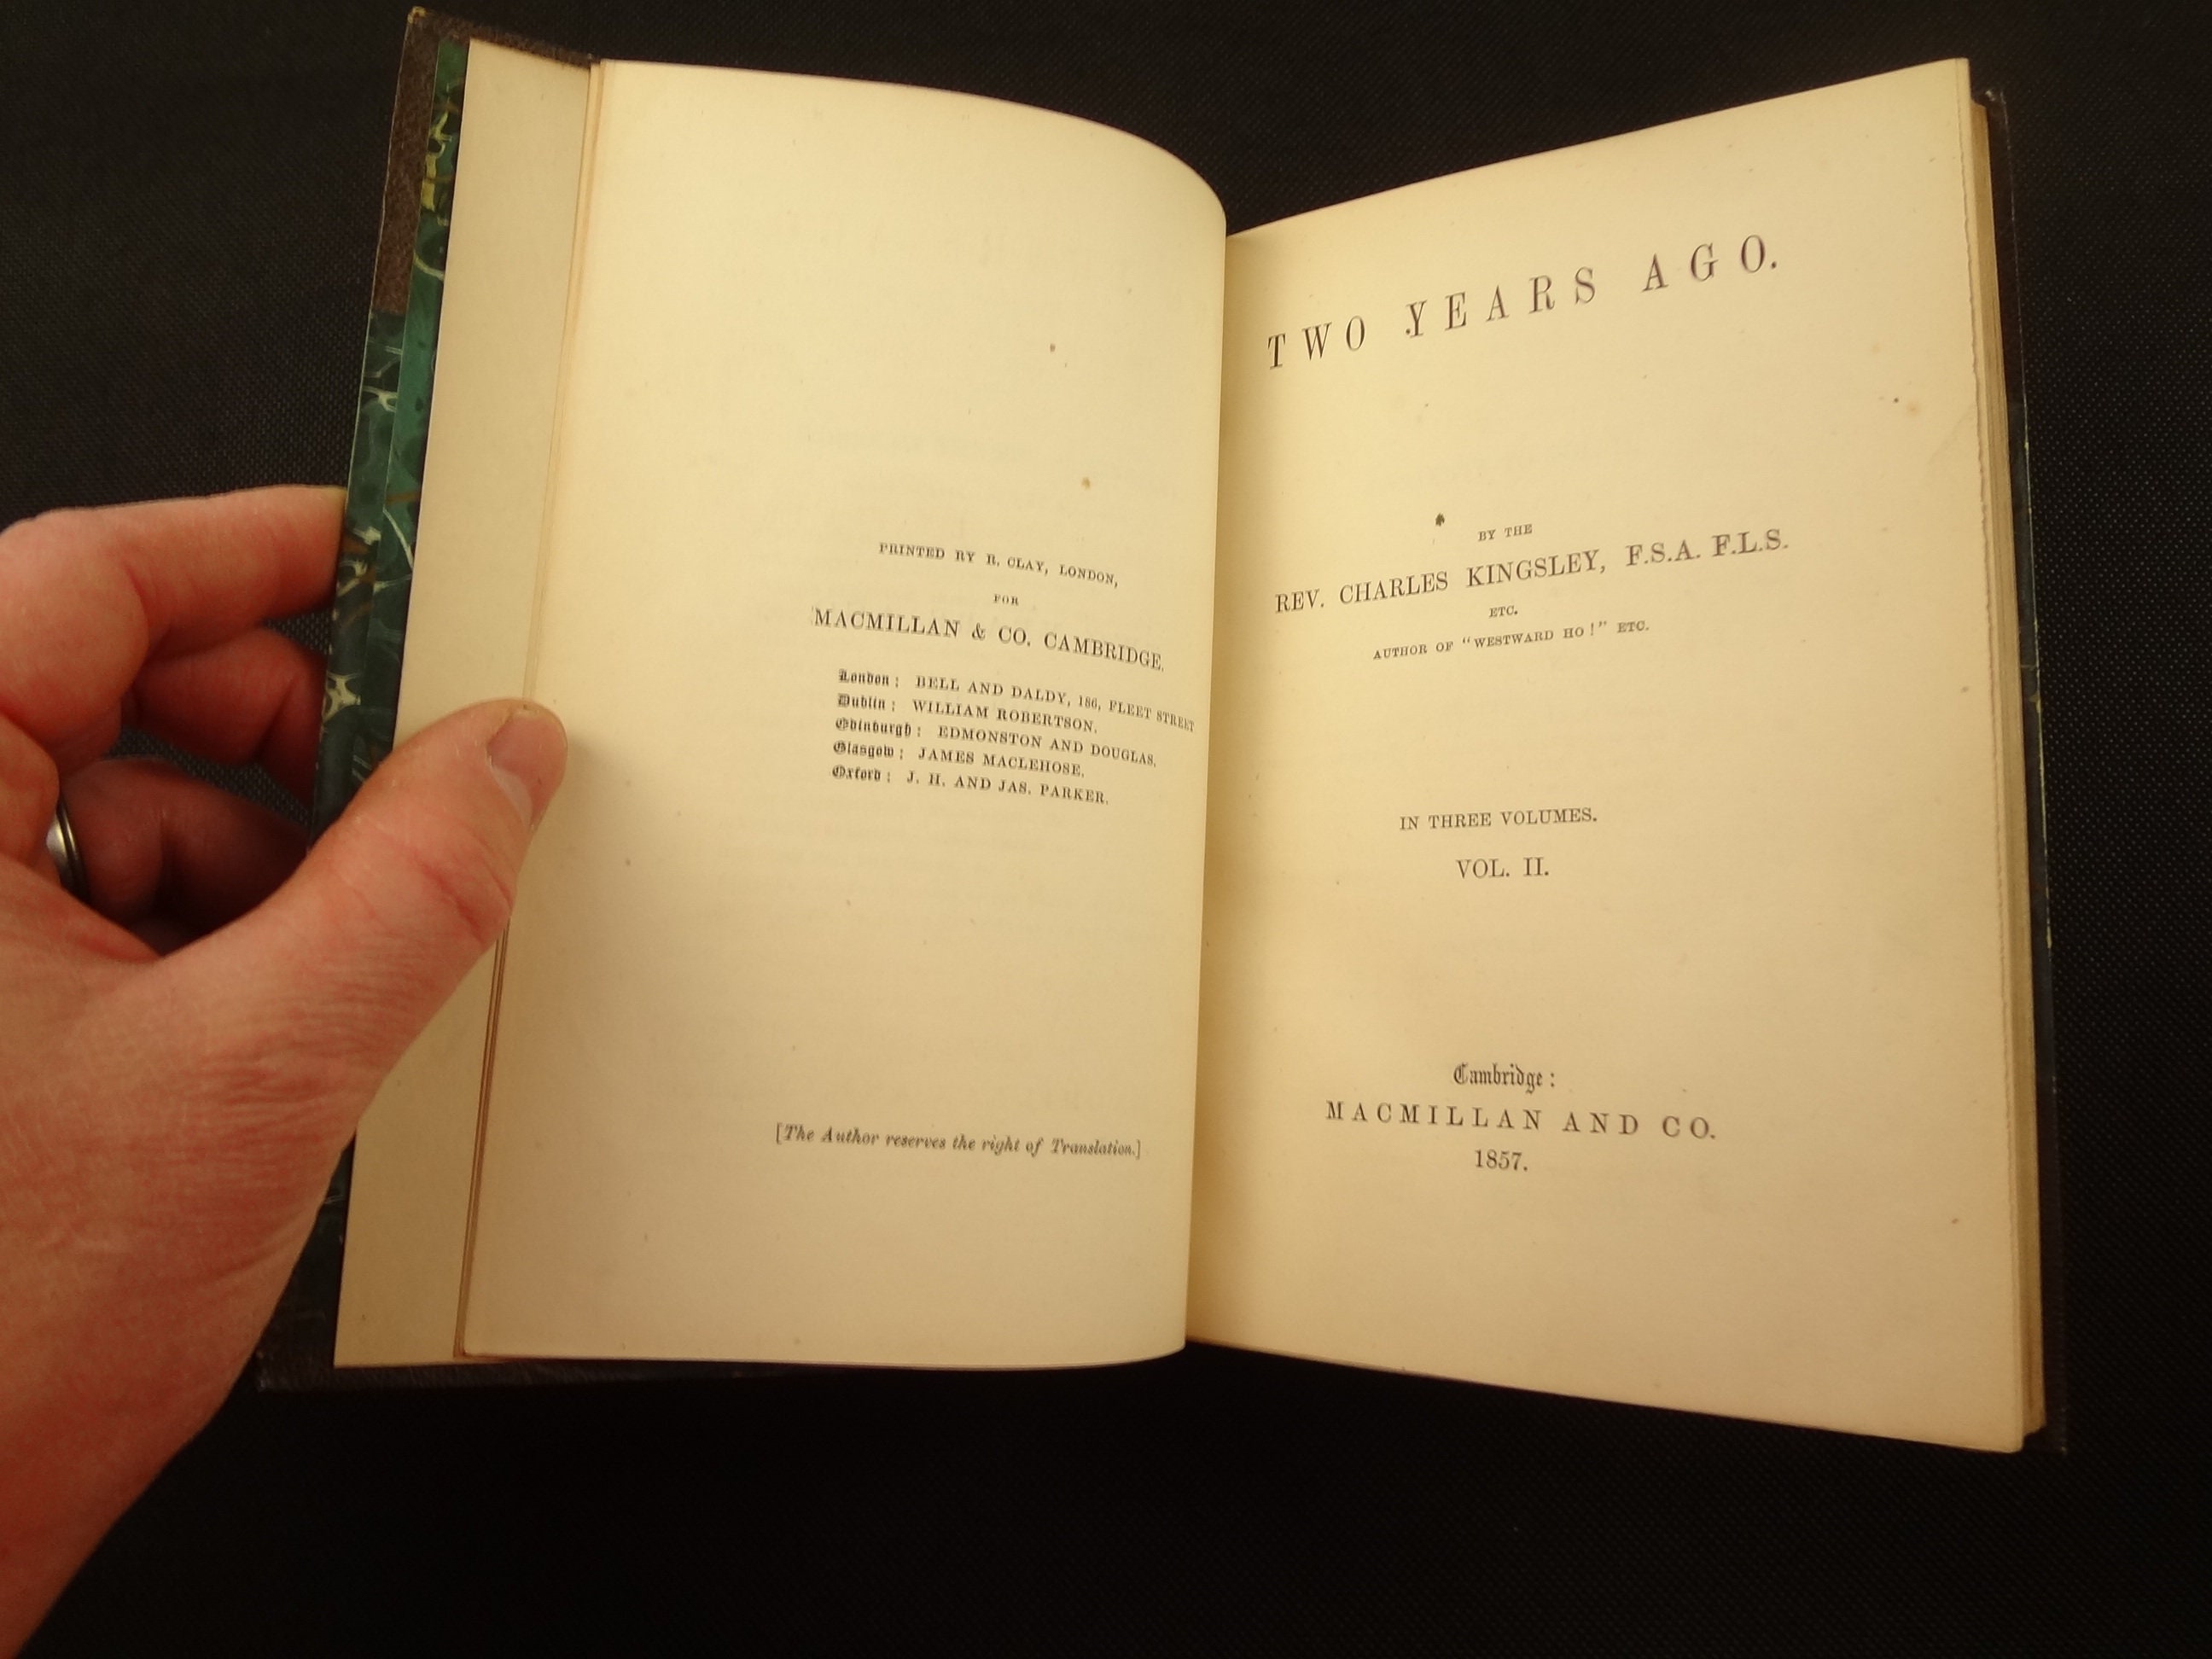 PRINTED BY R. CLAY, LONDON,
FOR
MACMILLAN & CO. CAMBRIDGE.
London: BELL AND DALDY, 186, FLEET STREET
Dublin: WILLIAM ROBERTSON.
Edinburgh: EDMONSTON AND DOUGLAS.
Glasgow: JAMES MACLEHOSE.
Oxford: J. H. AND JAS. PARKER.
[The Author reserves the right of Translation.]
TWO YEARS AGO.
BY THE
REV. CHARLES KINGSLEY, F.S.A. F.L.S.
ETC.
AUTHOR OF "WESTWARD HO!" ETC.
IN THREE VOLUMES.
VOL. II.
Cambridge:
MACMILLAN AND CO.
1857.